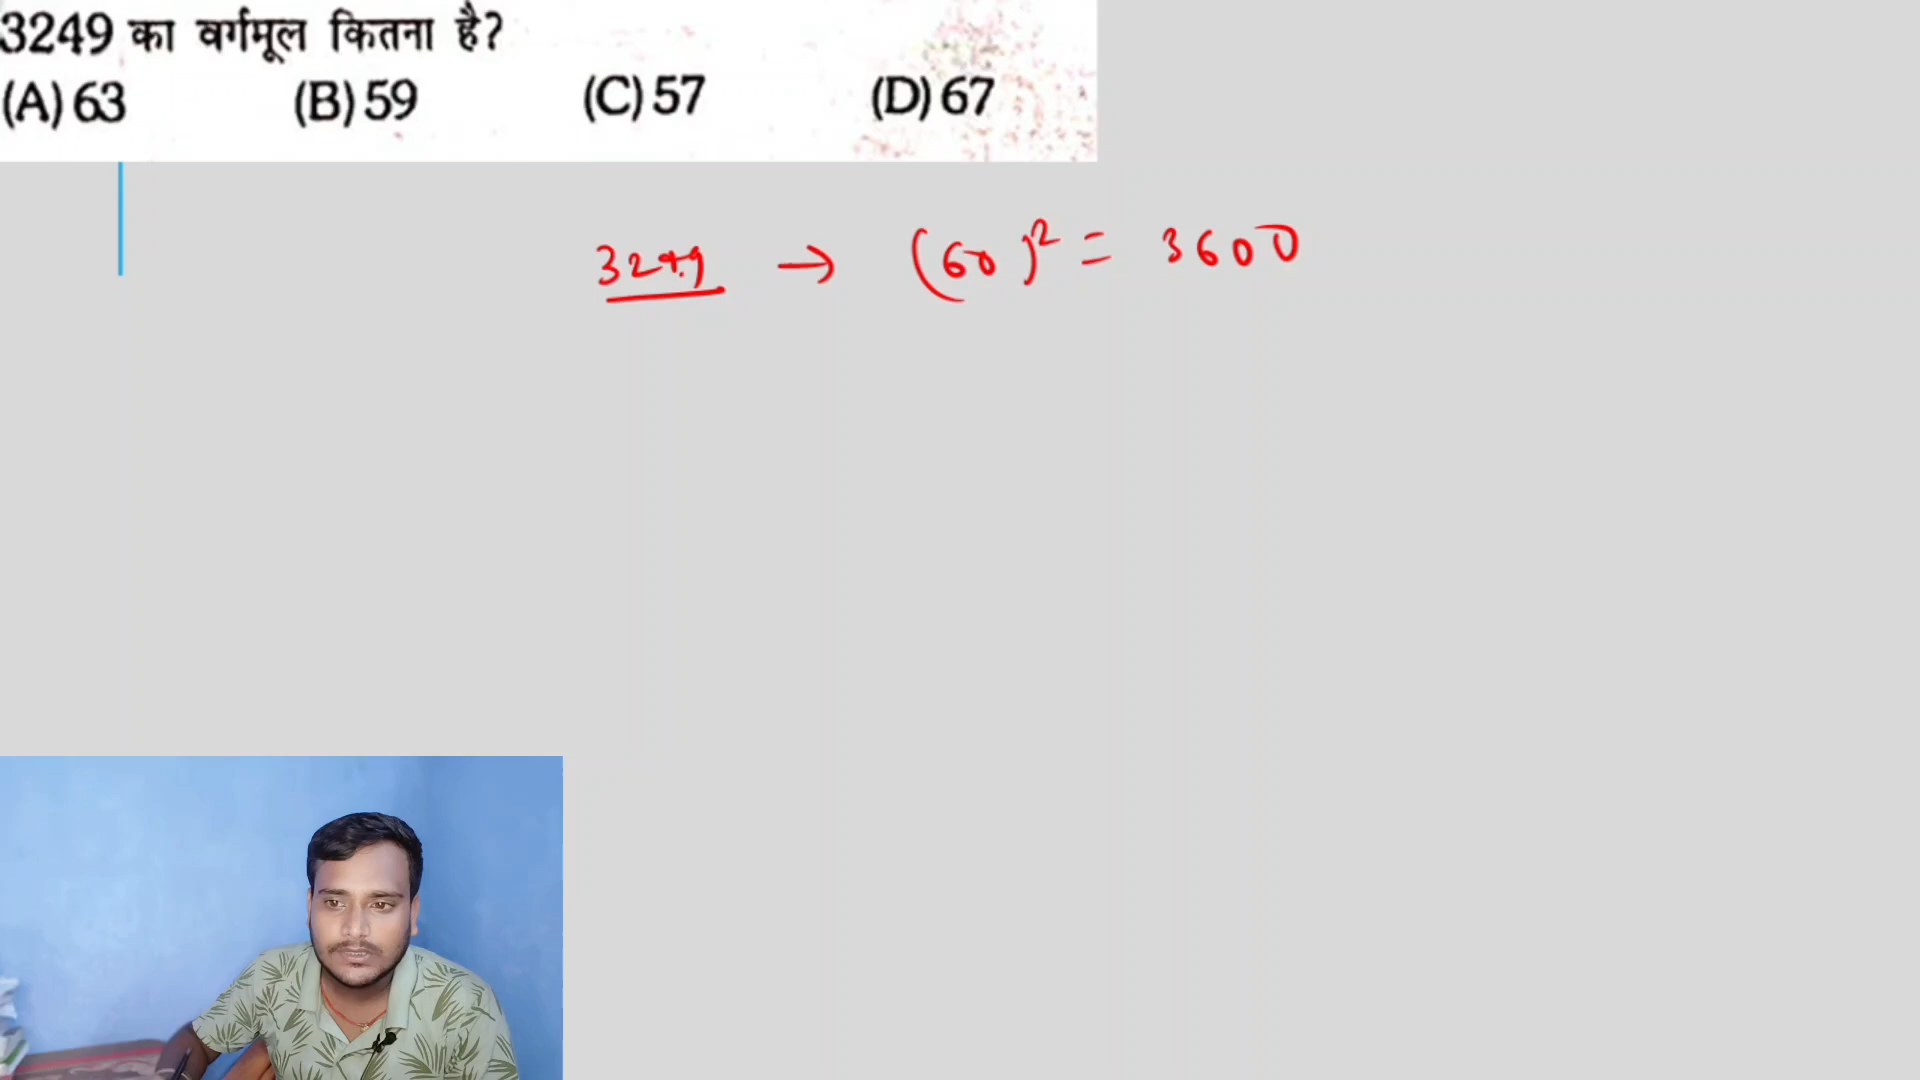 3249 का वर्गमूल कितना है?
(A) 63 (B) 59 (C) 57 (D) 67
3249 → (60)² = 3600